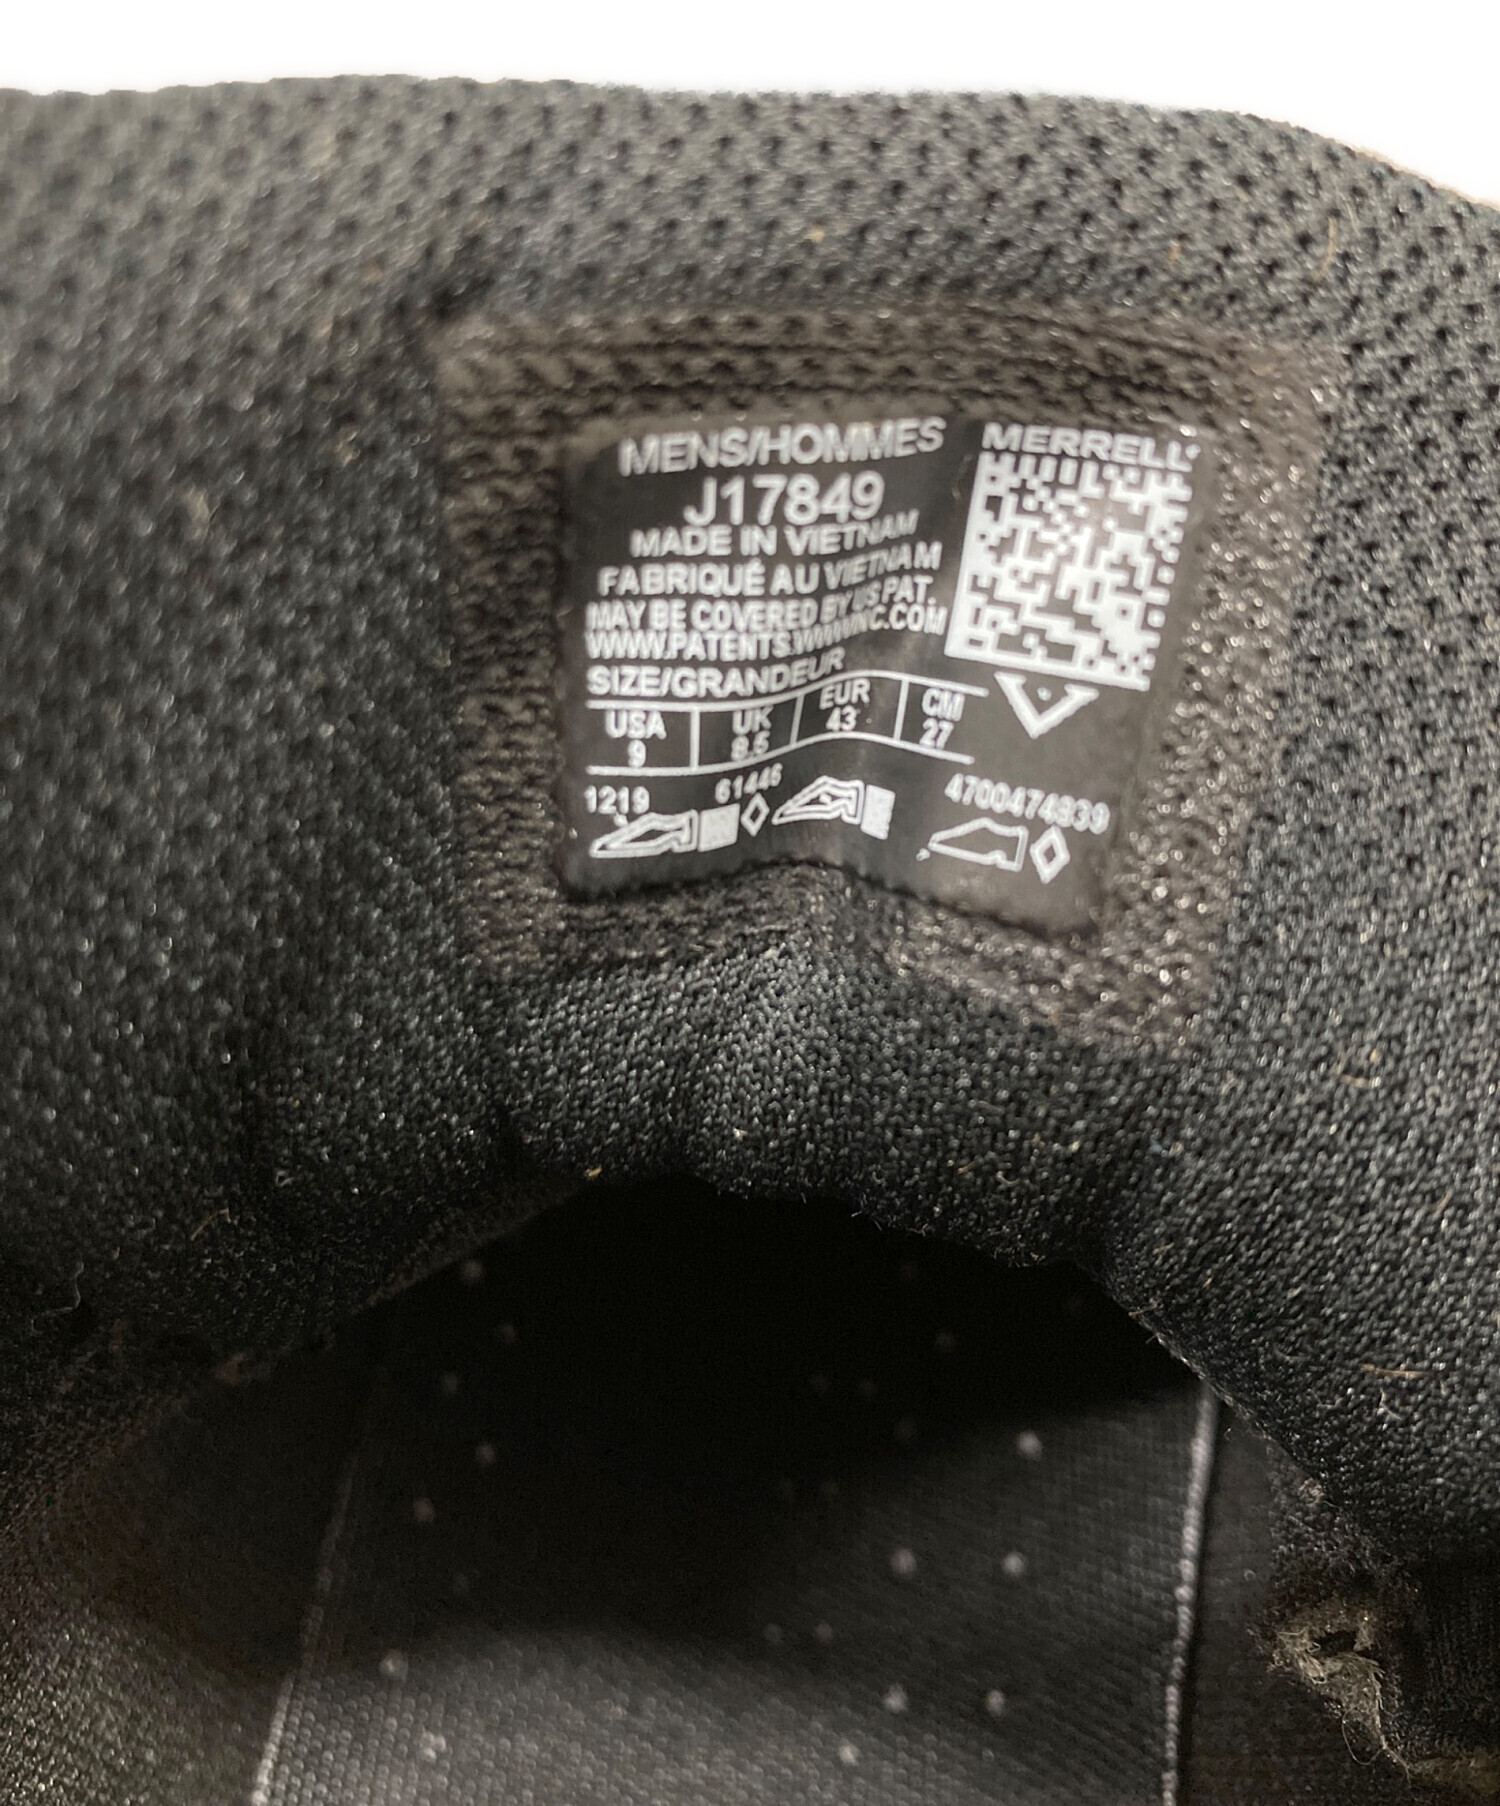 MENS/HOMMES
J17849
MADE IN VIETNAM
FABRIQUÉ AU VIETNAM
MAY BE COVERED BY US PAT.
WWW.PATENTS.WWWINC.COM
SIZE/GRANDEUR
USA UK EUR CM
9 8.5 43 27
1219 61446 4700474839
MERRELL